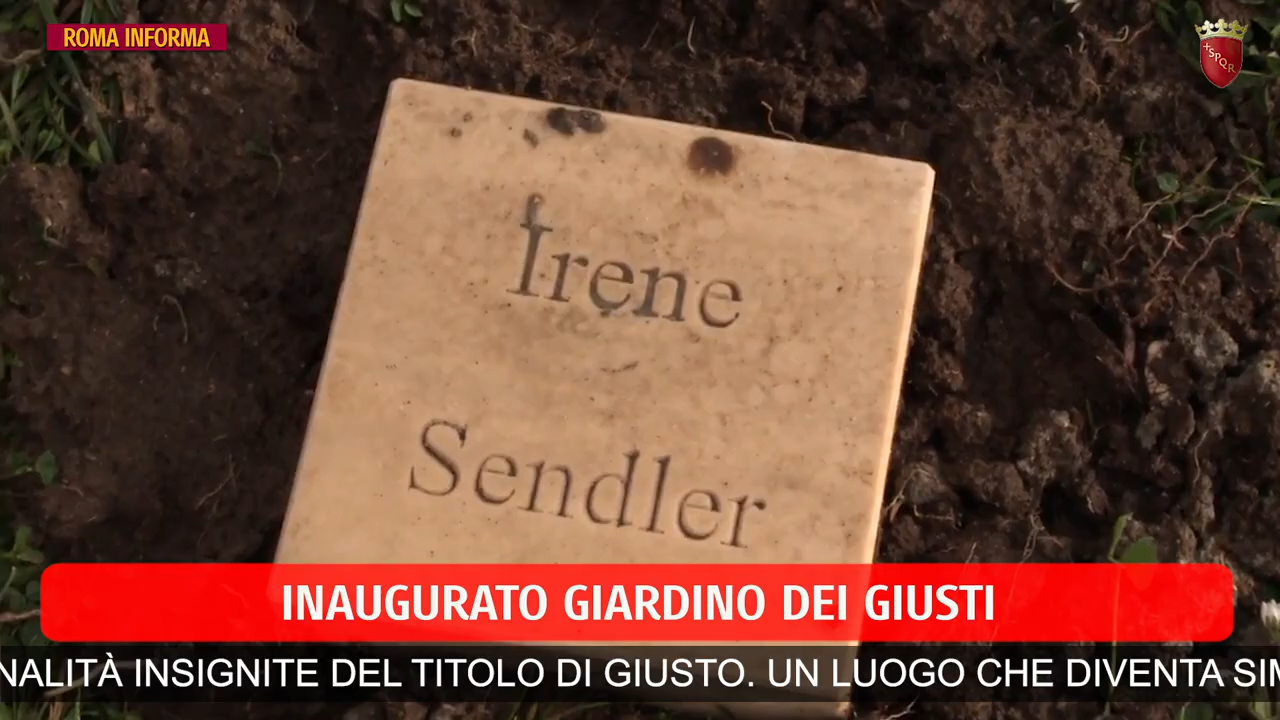 ROMA INFORMA
SPQR
Irene
Sendler
INAUGURATO GIARDINO DEI GIUSTI
NALITÀ INSIGNITE DEL TITOLO DI GIUSTO. UN LUOGO CHE DIVENTA SIM